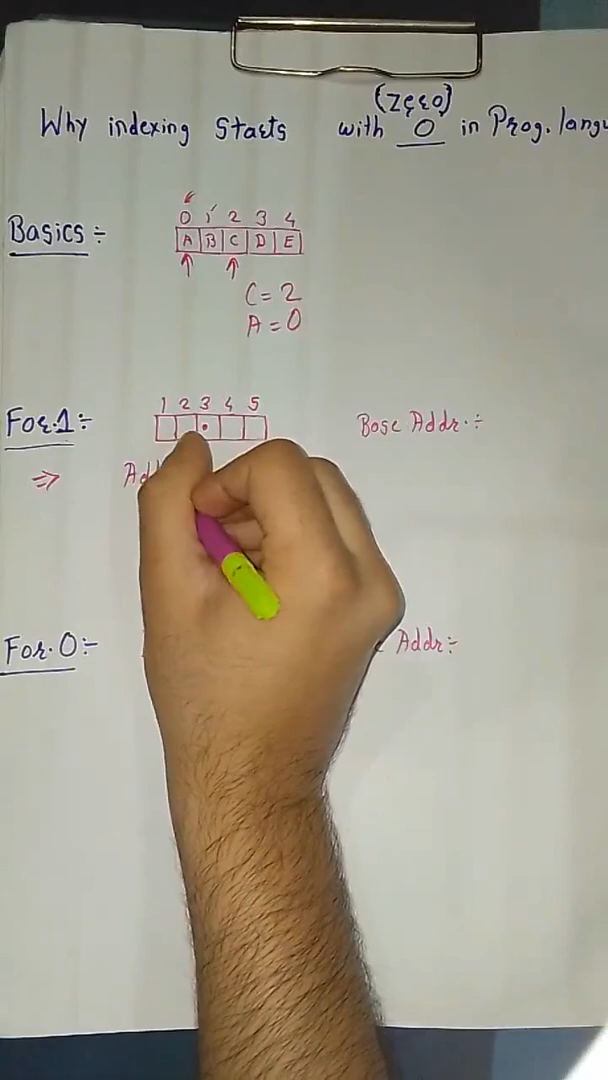 (Zero)
Why indexing Starts with 0 in Prog. langu
0 1 2 3 4
Basics:-
A B C D E
C = 2
A = 0
1 2 3 4 5
For.1:-
Base Addr.:-
⇒ Ad
For.0:-
Addr:-